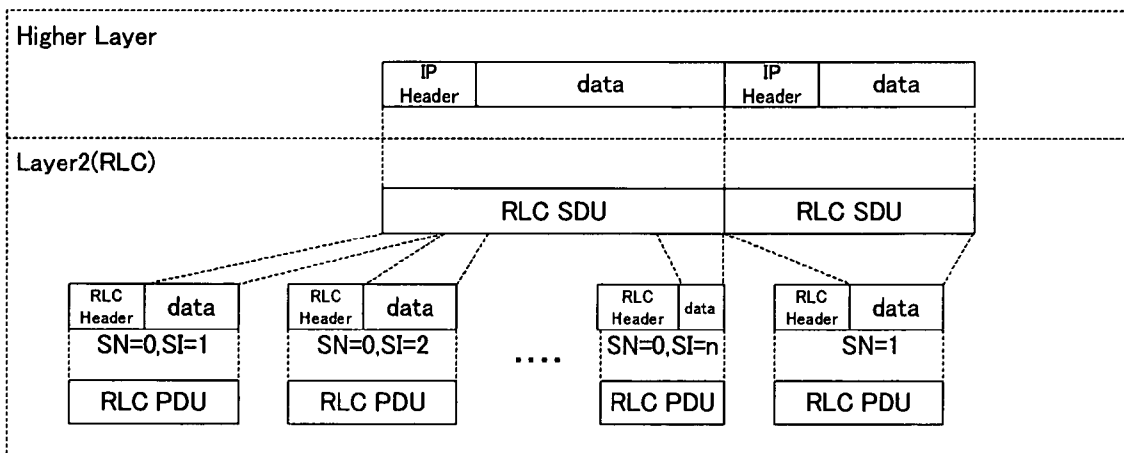 Higher Layer
IP Header data IP Header data
Layer2(RLC)
RLC SDU RLC SDU
RLC Header data RLC Header data RLC Header data RLC Header data
SN=0,SI=1 SN=0,SI=2 .... SN=0,SI=n SN=1
RLC PDU RLC PDU RLC PDU RLC PDU